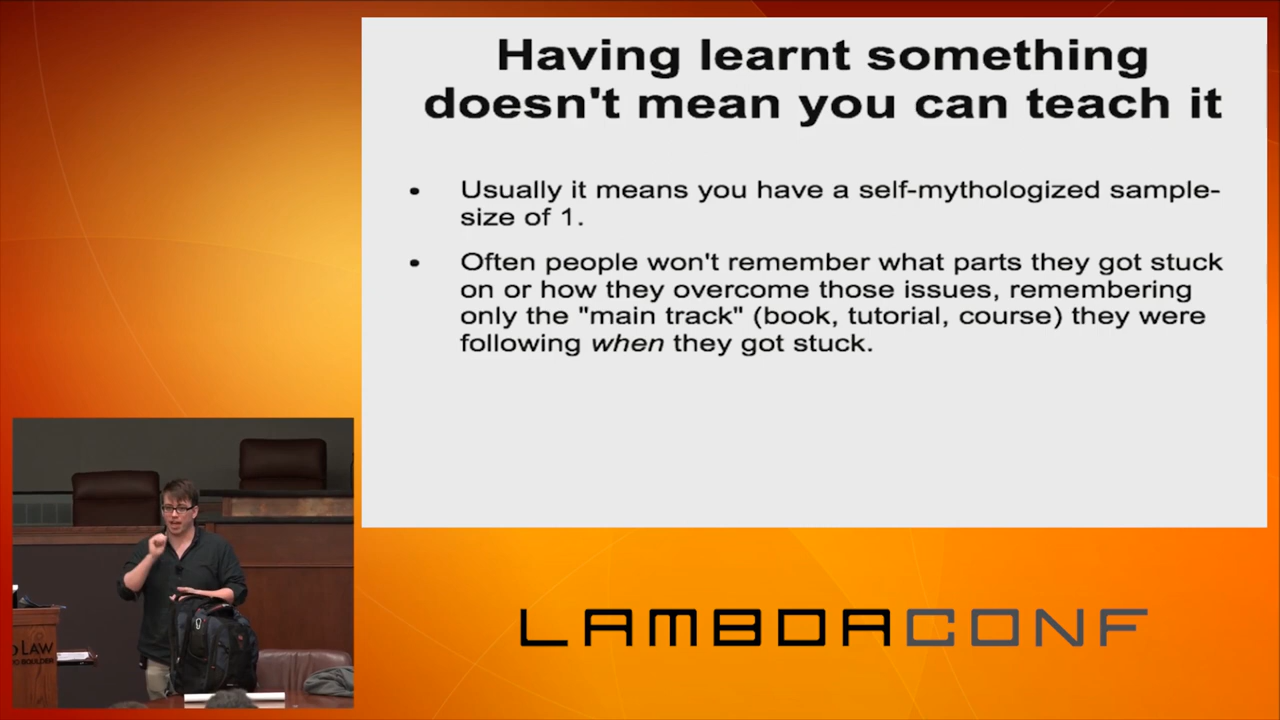 Having learnt something
doesn't mean you can teach it
• Usually it means you have a self-mythologized sample-
size of 1.
• Often people won't remember what parts they got stuck
on or how they overcome those issues, remembering
only the "main track" (book, tutorial, course) they were
following when they got stuck.
LAMBDACONF
LAW
BOULDER